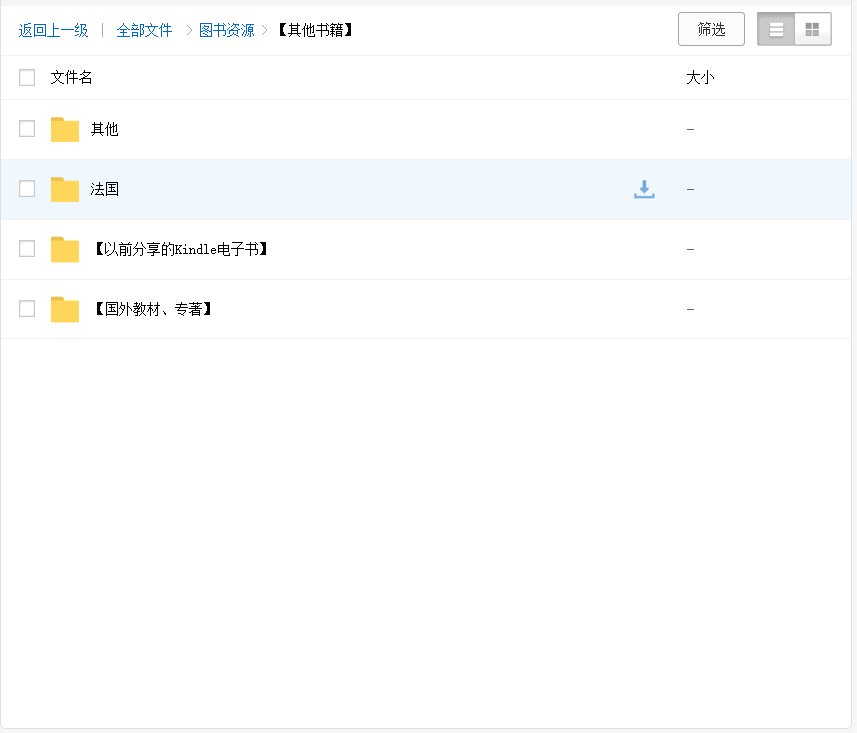 返回上一级 | 全部文件 > 图书资源 > 【其他书籍】 筛选
文件名 大小
其他 –
法国 –
【以前分享的Kindle电子书】 –
【国外教材、专著】 –